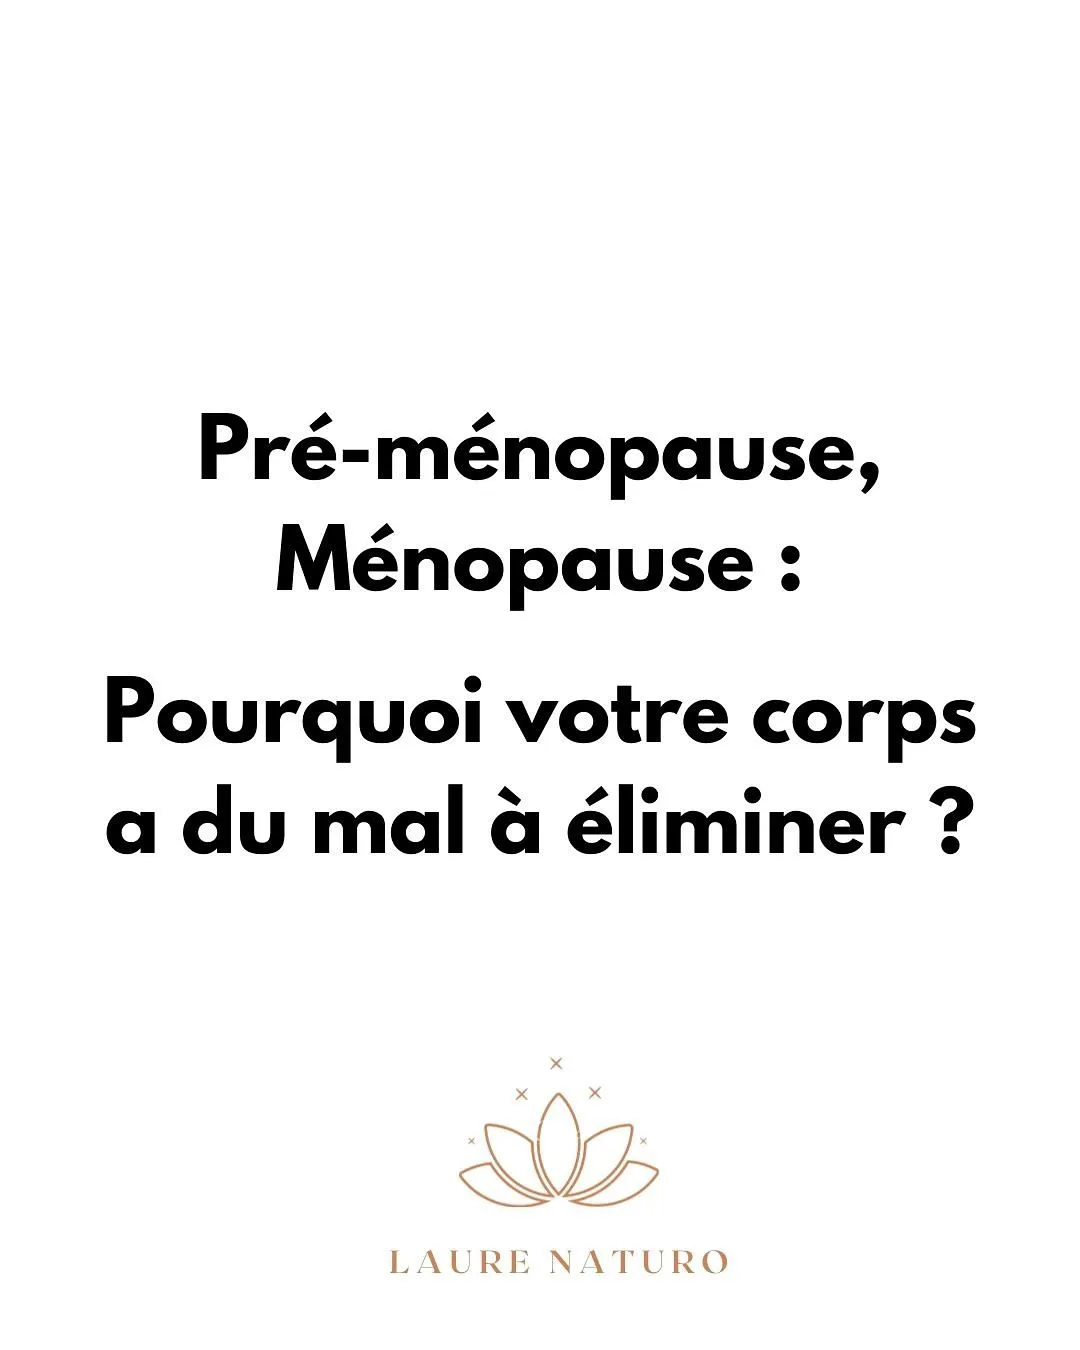 Pré-ménopause,
Ménopause :
Pourquoi votre corps
a du mal à éliminer ?
LAURE NATURO